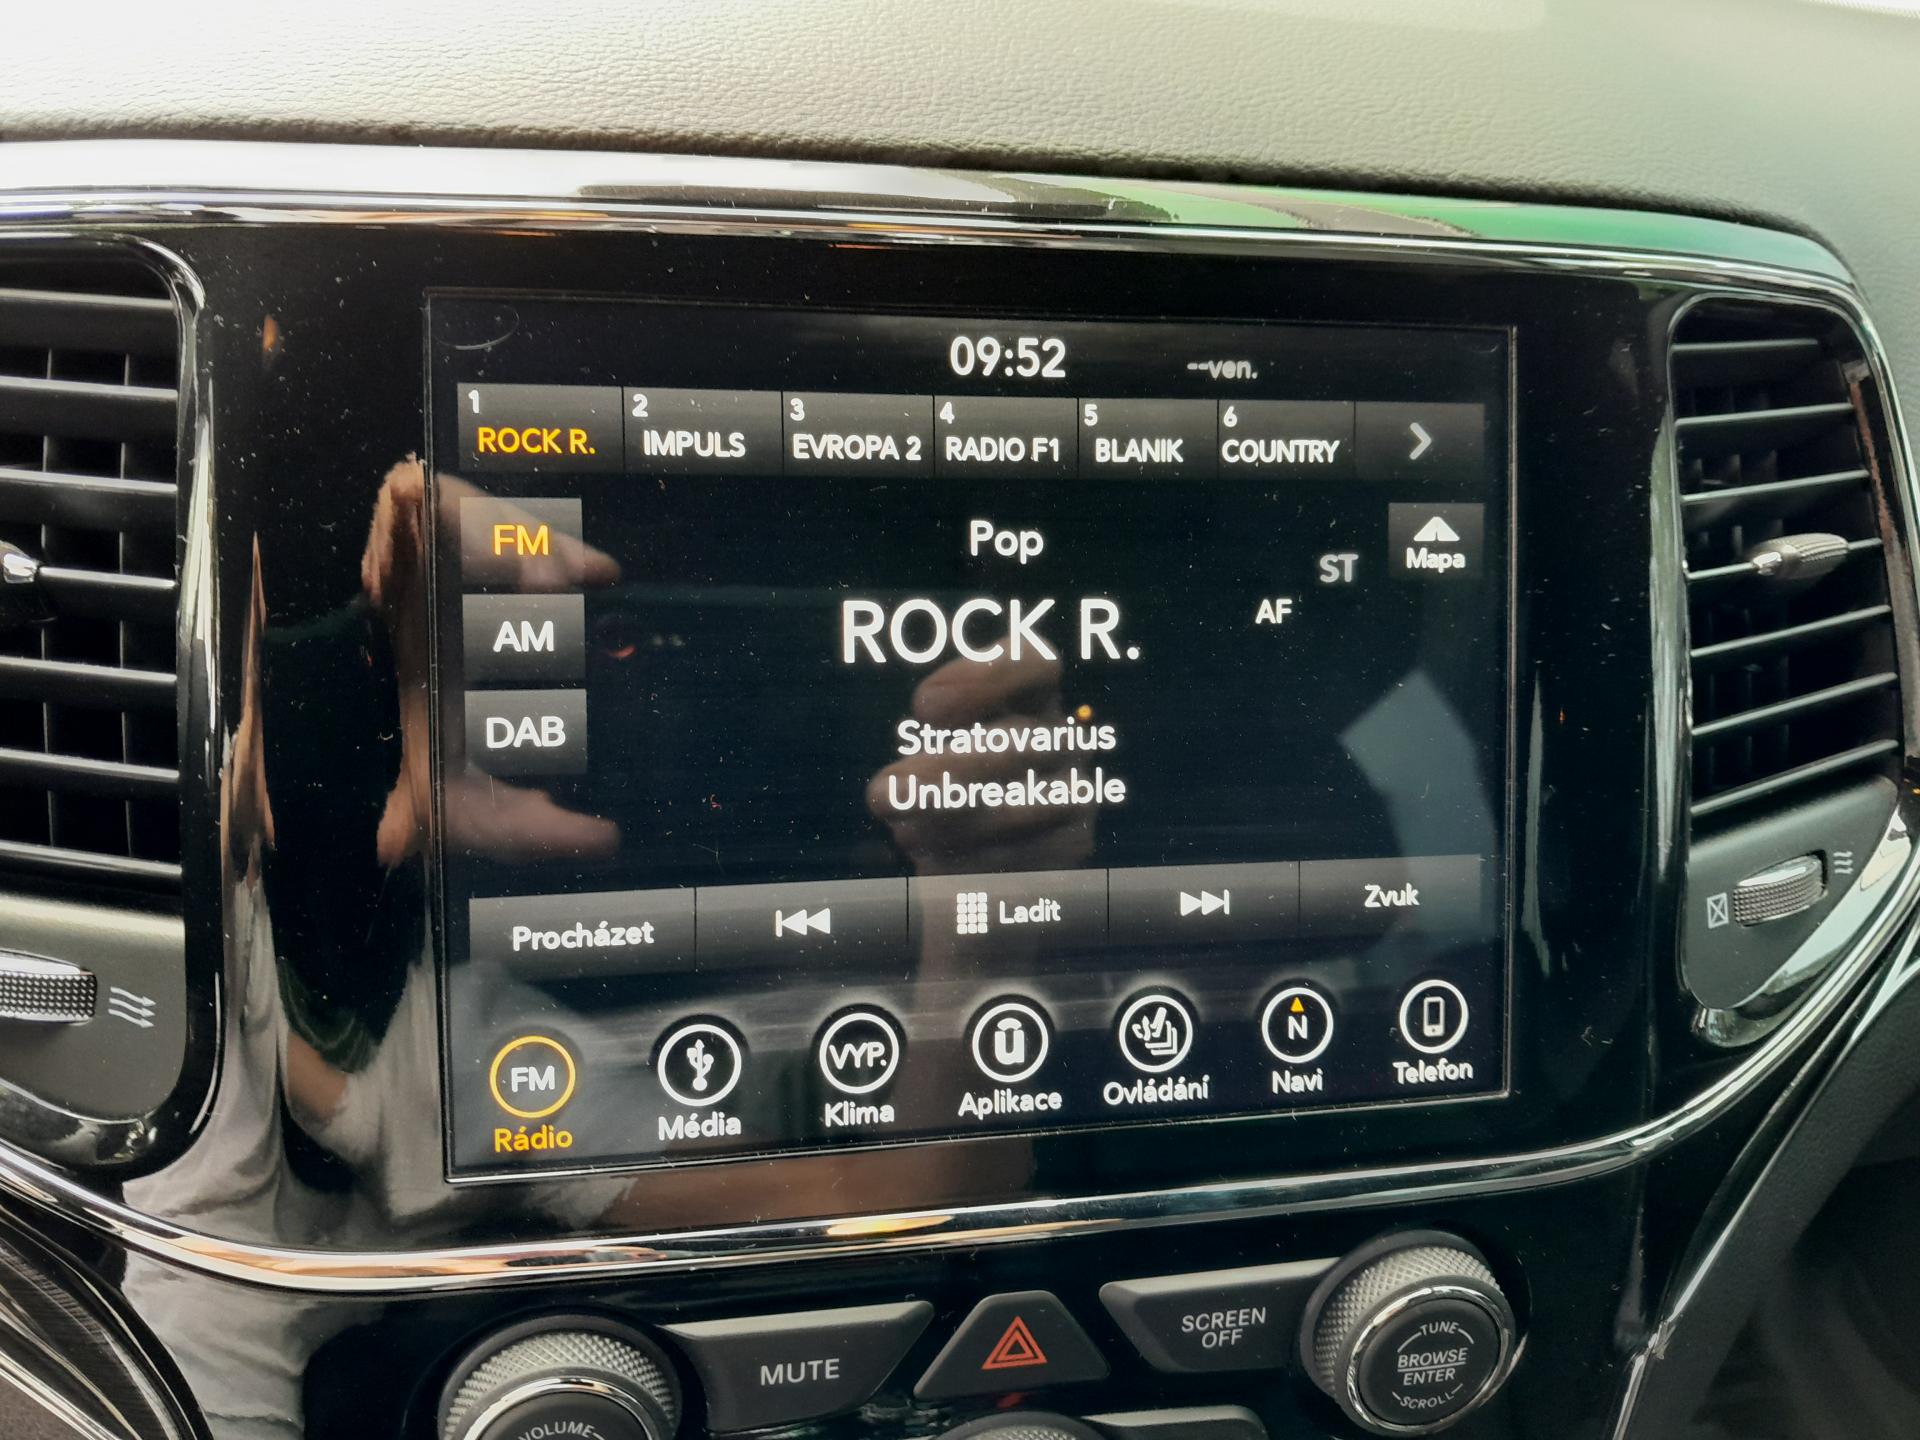 09:52 --ven.
1 2 3 4 5 6
ROCK R. IMPULS EVROPA 2 RADIO F1 BLANIK COUNTRY
FM Pop Mapa
ST
AM ROCK R. AF
DAB Stratovarius
Unbreakable
Procházet Ladit Zvuk
FM VYP. N
Rádio Média Klima Aplikace Ovládání Navi Telefon
MUTE
SCREEN
OFF
TUNE
BROWSE
ENTER
SCROLL
VOLUME